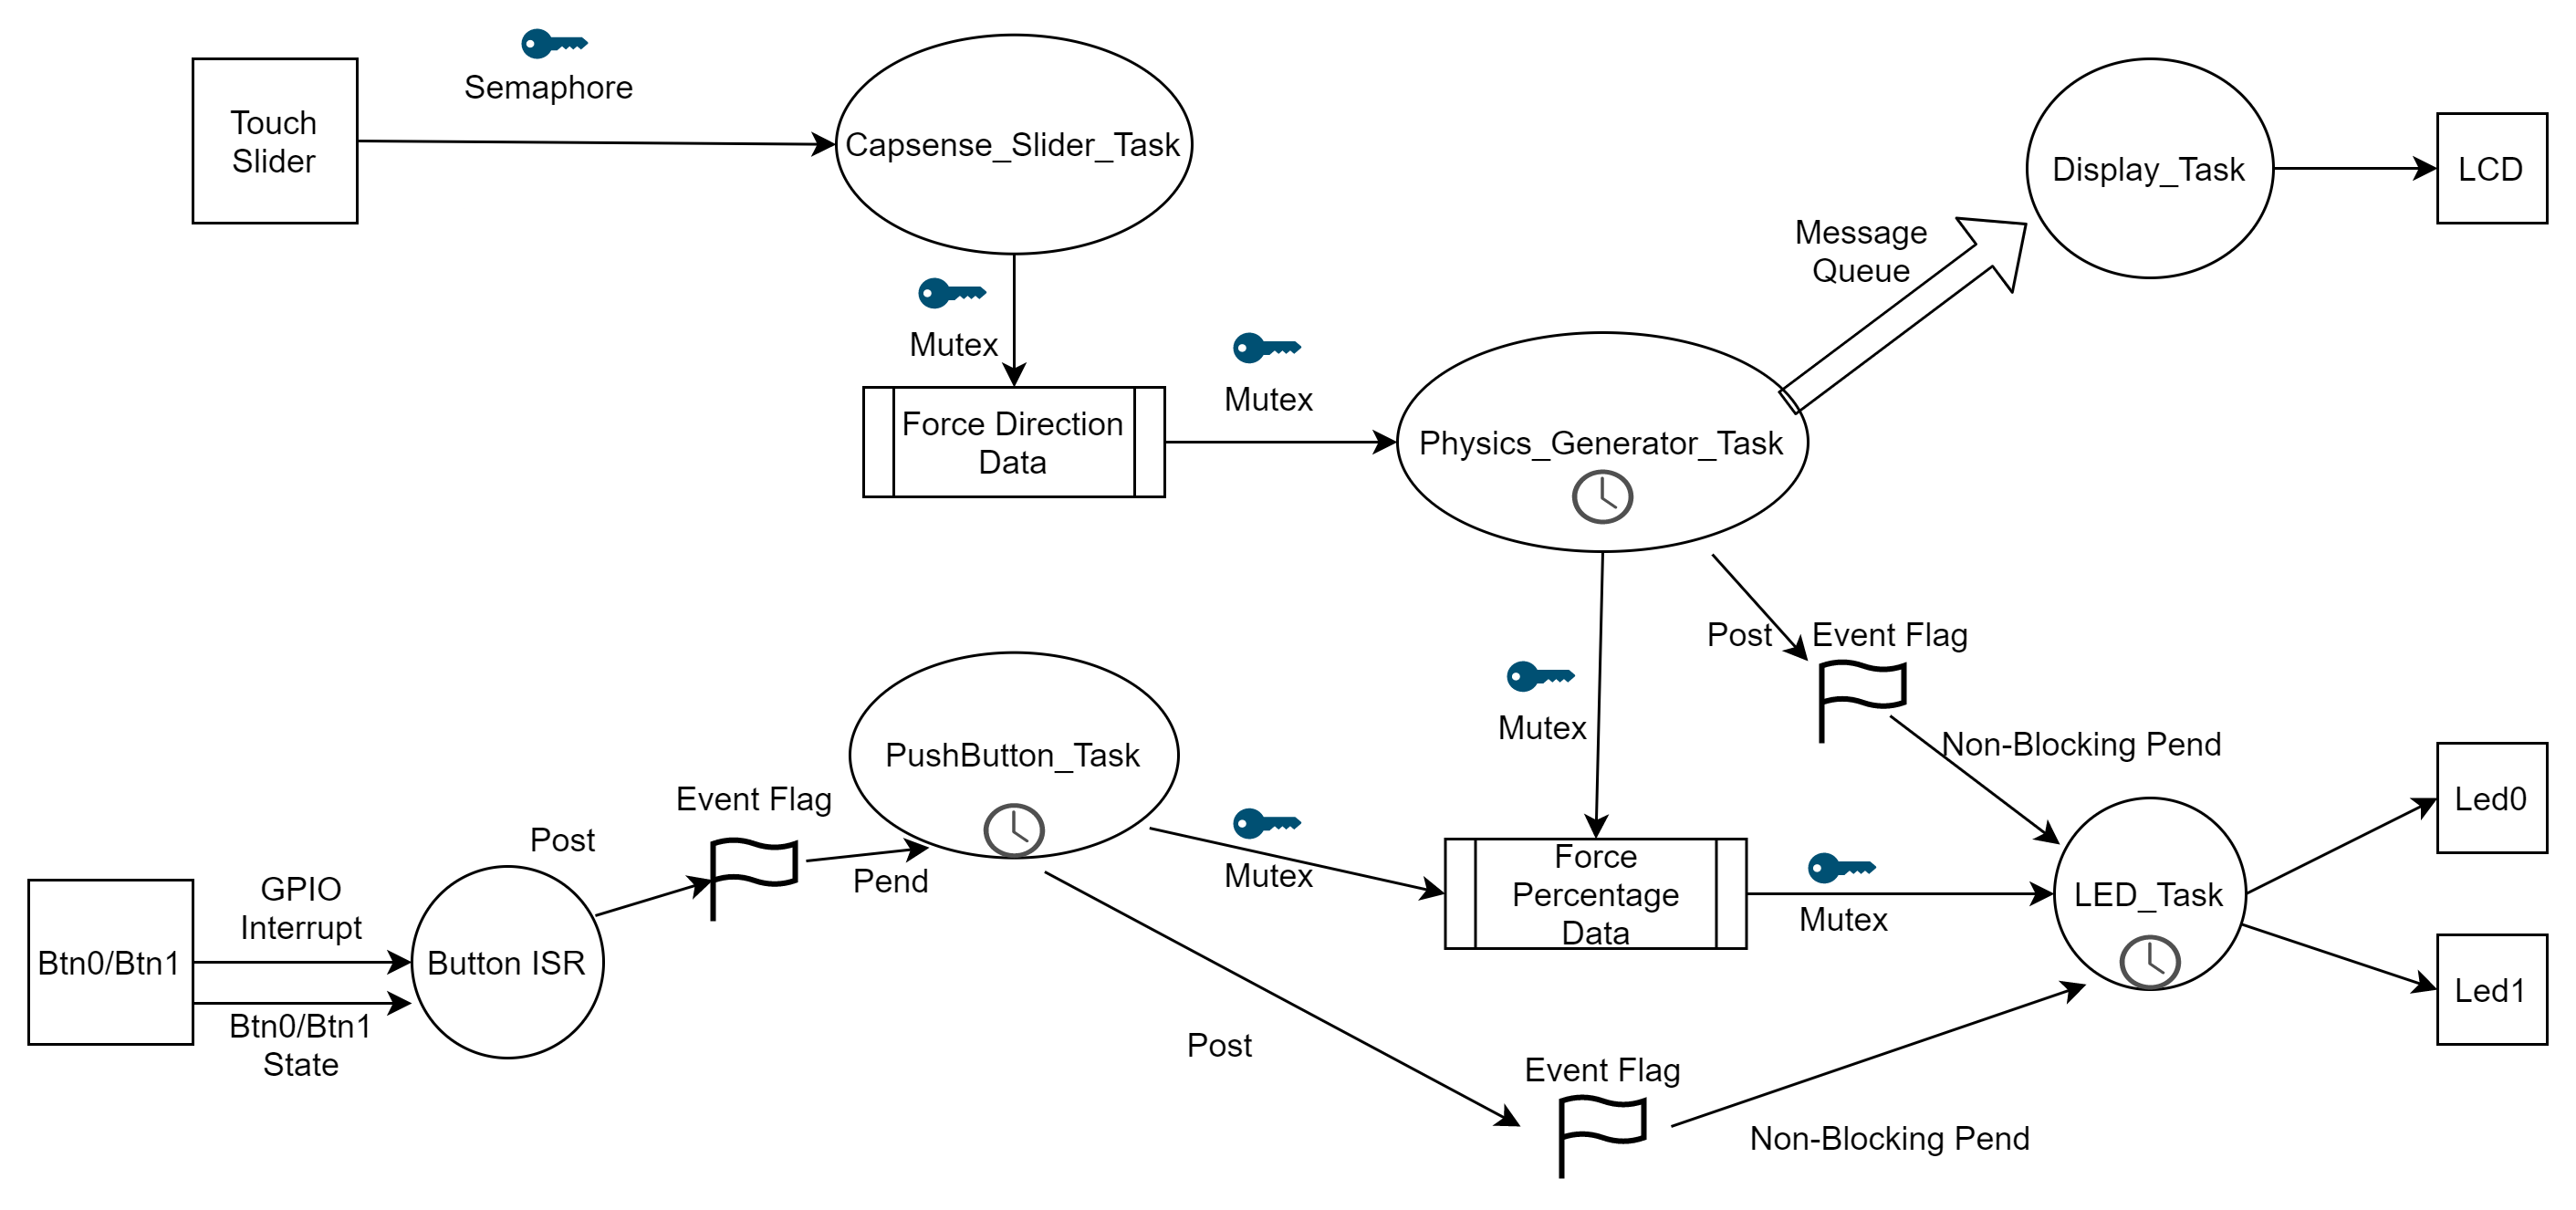 Semaphore
Touch
Slider
Capsense_Slider_Task
Display_Task
LCD
Message
Queue
Mutex
Mutex
Force Direction
Data
Physics_Generator_Task
Post
Event Flag
Mutex
Non-Blocking Pend
PushButton_Task
Event Flag
Post
Pend
Mutex
Force
Percentage
Data
Mutex
LED_Task
Led0
Led1
GPIO
Interrupt
Btn0/Btn1
Button ISR
Btn0/Btn1
State
Post
Event Flag
Non-Blocking Pend